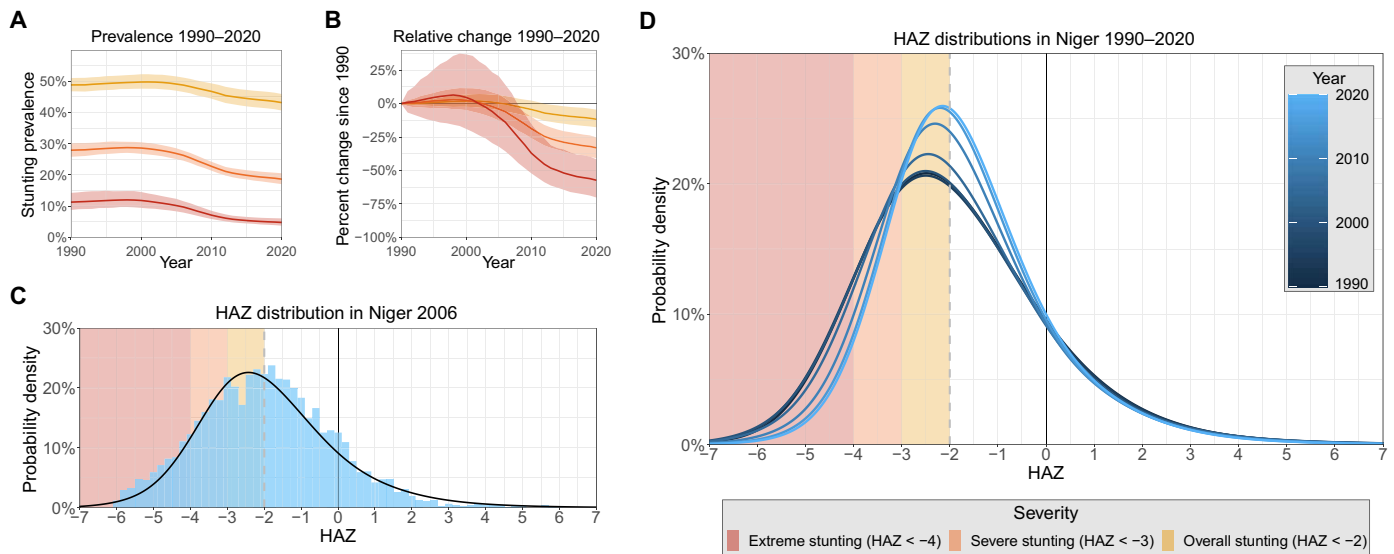 A
Prevalence 1990–2020
50%
40%
30%
20%
10%
0%
Stunting prevalence
1990
2000
2010
2020
Year
B
Relative change 1990–2020
25%
0%
−25%
−50%
−75%
−100%
Percent change since 1990
1990
2000
2010
2020
Year
C
HAZ distribution in Niger 2006
30%
20%
10%
0%
Probability density
−7 −6 −5 −4 −3 −2 −1 0 1 2 3 4 5 6 7
HAZ
D
HAZ distributions in Niger 1990–2020
30%
20%
10%
0%
Probability density
Year
2020
2010
2000
1990
−7 −6 −5 −4 −3 −2 −1 0 1 2 3 4 5 6 7
HAZ
Severity
Extreme stunting (HAZ < −4) Severe stunting (HAZ < −3) Overall stunting (HAZ < −2)